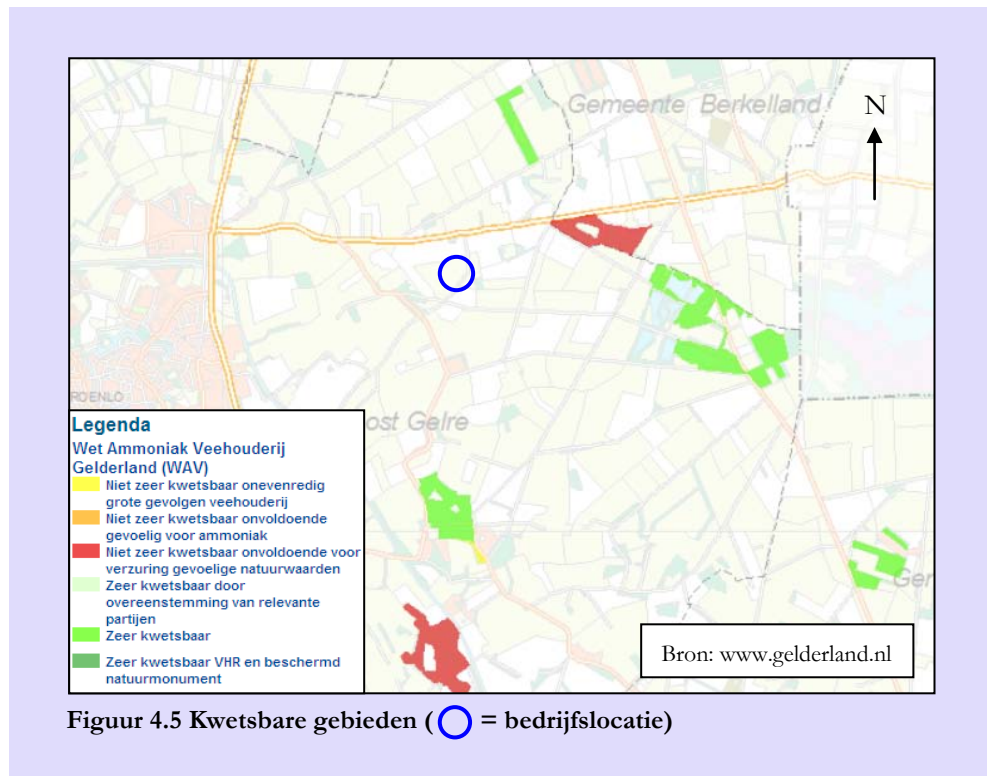 Gemeente Berkelland
N
ROENLO
ost Gelre
Legenda
Wet Ammoniak Veehouderij
Gelderland (WAV)
Niet zeer kwetsbaar onevenredig
grote gevolgen veehouderij
Niet zeer kwetsbaar onvoldoende
gevoelig voor ammoniak
Niet zeer kwetsbaar onvoldoende voor
verzuring gevoelige natuurwaarden
Zeer kwetsbaar door
overeenstemming van relevante
partijen
Zeer kwetsbaar
Zeer kwetsbaar VHR en beschermd
natuurmonument
Ger
Bron: www.gelderland.nl
Figuur 4.5 Kwetsbare gebieden ( = bedrijfslocatie)